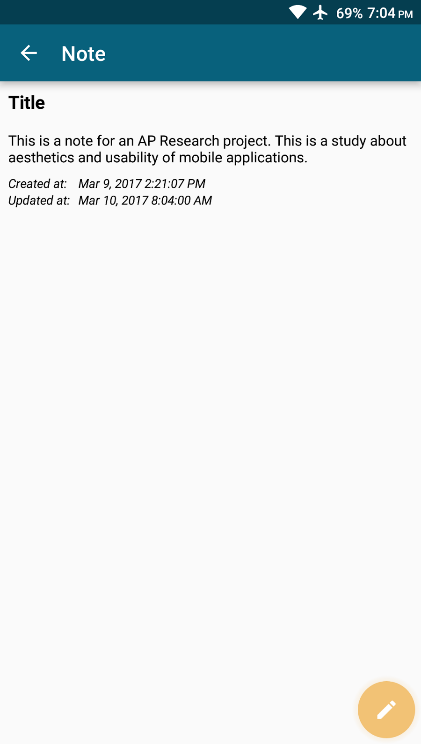 69% 7:04 PM
Note
Title
This is a note for an AP Research project. This is a study about
aesthetics and usability of mobile applications.
Created at: Mar 9, 2017 2:21:07 PM
Updated at: Mar 10, 2017 8:04:00 AM